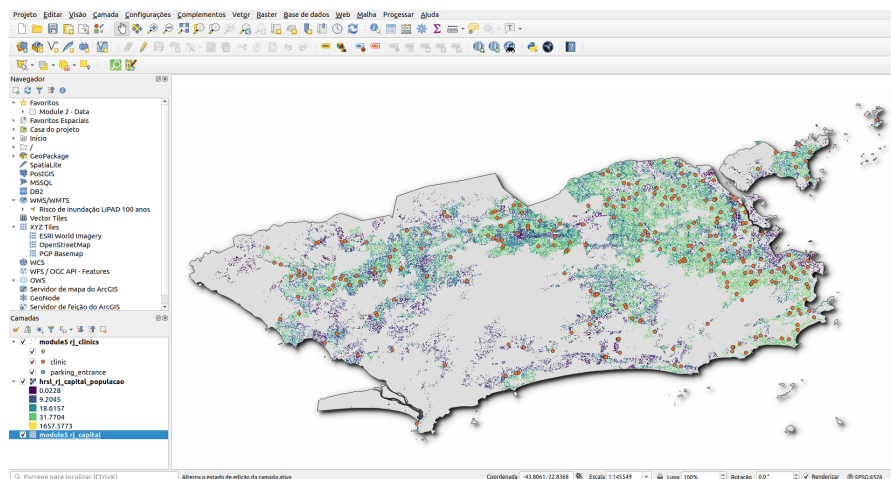 Projeto Editar Visão Camada Configurações Complementos Vetor Raster Base de dados Web Malha Processar Ajuda
Navegador
Favoritos
Module 2 - Data
Favoritos Espaciais
Casa do projeto
Início
/
GeoPackage
SpatiaLite
PostGIS
MSSQL
DB2
WMS/WMTS
Risco de inundação LiPAD 100 anos
Vector Tiles
XYZ Tiles
ESRI World Imagery
OpenStreetMap
PGP Basemap
WCS
WFS / OGC API - Features
OWS
Servidor de mapa do ArcGIS
GeoNode
Servidor de feição do ArcGIS
Camadas
module5 rj_clinics
clinic
parking_entrance
hrsl_rj_capital_populacao
0.0228
9.2045
18.6157
31.7704
1657.5773
module5 rj_capital
Escreva para localizar (Ctrl+K) Alterna o estado de edição da camada ativa Coordenada -43.8061,-22.8368 Escala 1:145549 Lupa 100% Rotação 0.0° Renderizar EPSG:4326